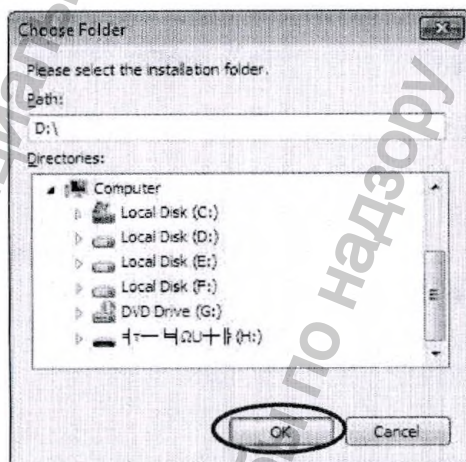 Choose Folder
Please select the installation folder.
Path:
D:\
Directories:
Computer
Local Disk (C:)
Local Disk (D:)
Local Disk (E:)
Local Disk (F:)
DVD Drive (G:)
(H:)
OK Cancel
по надзору